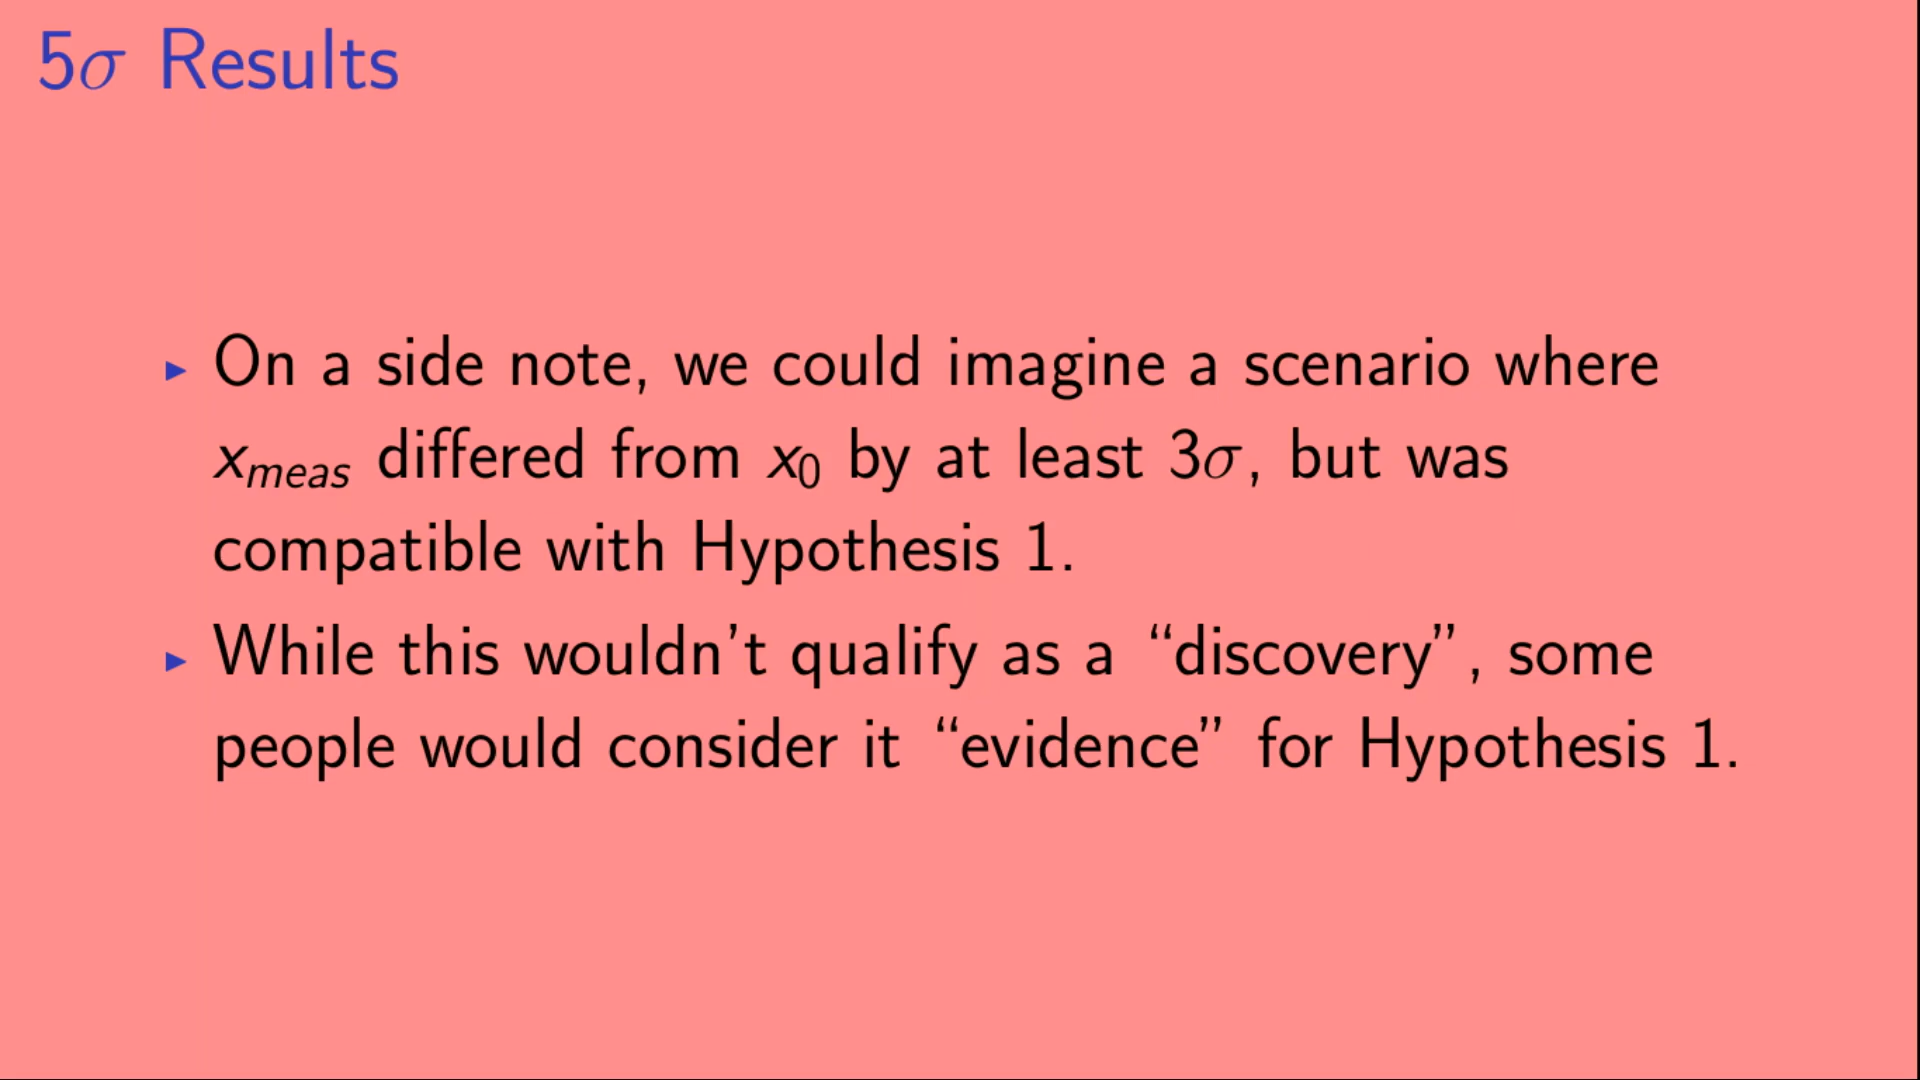 5σ Results
▸ On a side note, we could imagine a scenario where
x_meas differed from x_0 by at least 3σ, but was
compatible with Hypothesis 1.
▸ While this wouldn't qualify as a “discovery”, some
people would consider it “evidence” for Hypothesis 1.